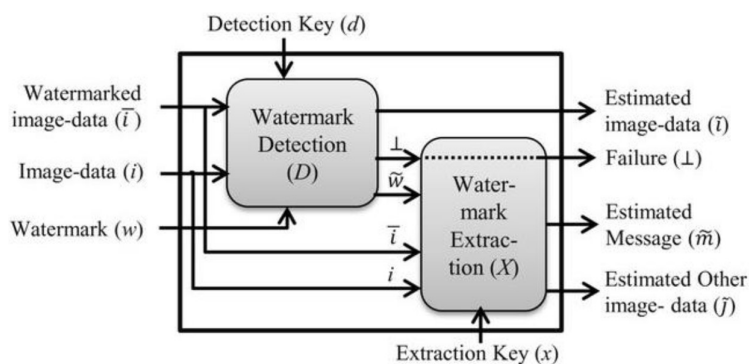 Detection Key (d)
Watermarked
image-data (i̅)
Image-data (i)
Watermark (w)
Watermark
Detection
(D)
⊥
w̃
i̅
i
Water-
mark
Extrac-
tion (X)
Estimated
image-data (ĩ)
Failure (⊥)
Estimated
Message (m̃)
Estimated Other
image- data (j̃)
Extraction Key (x)